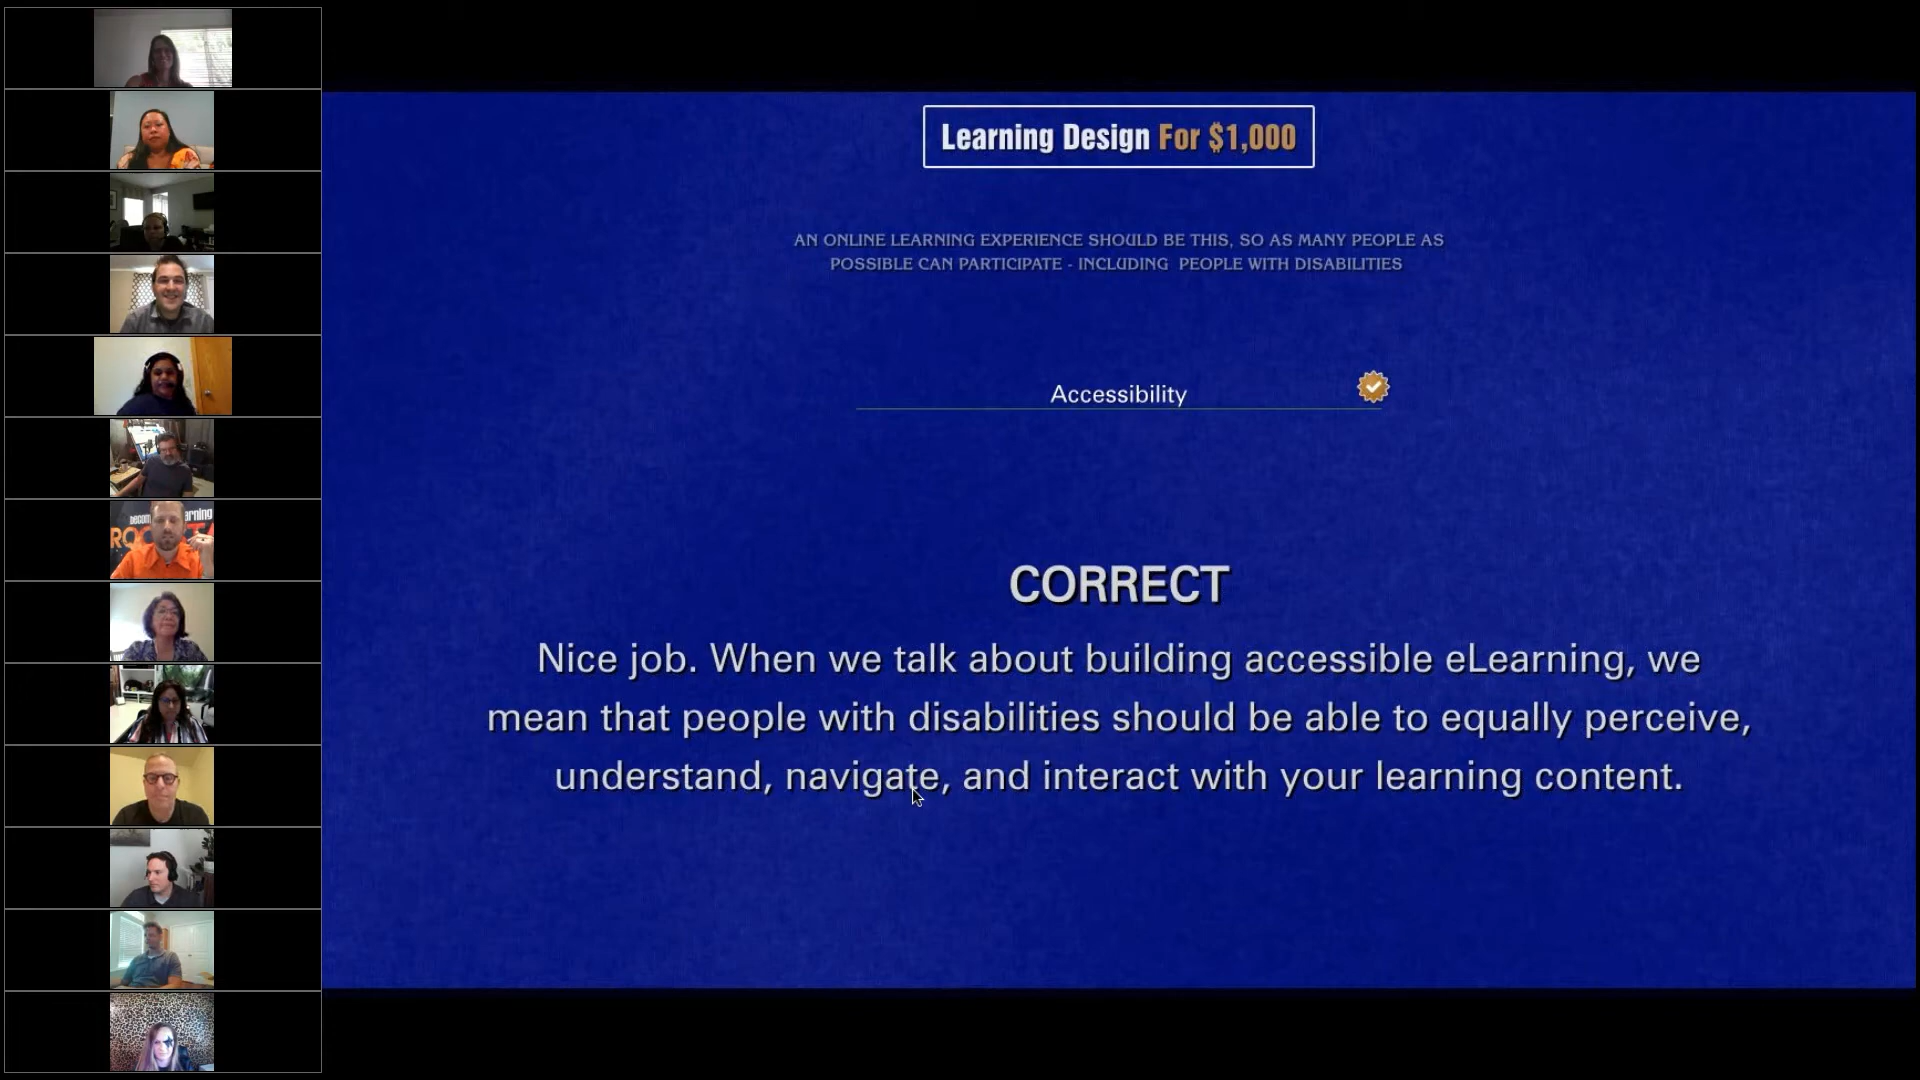 Learning Design For $1,000
AN ONLINE LEARNING EXPERIENCE SHOULD BE THIS, SO AS MANY PEOPLE AS
POSSIBLE CAN PARTICIPATE - INCLUDING PEOPLE WITH DISABILITIES
Accessibility
CORRECT
Nice job. When we talk about building accessible eLearning, we
mean that people with disabilities should be able to equally perceive,
understand, navigate, and interact with your learning content.